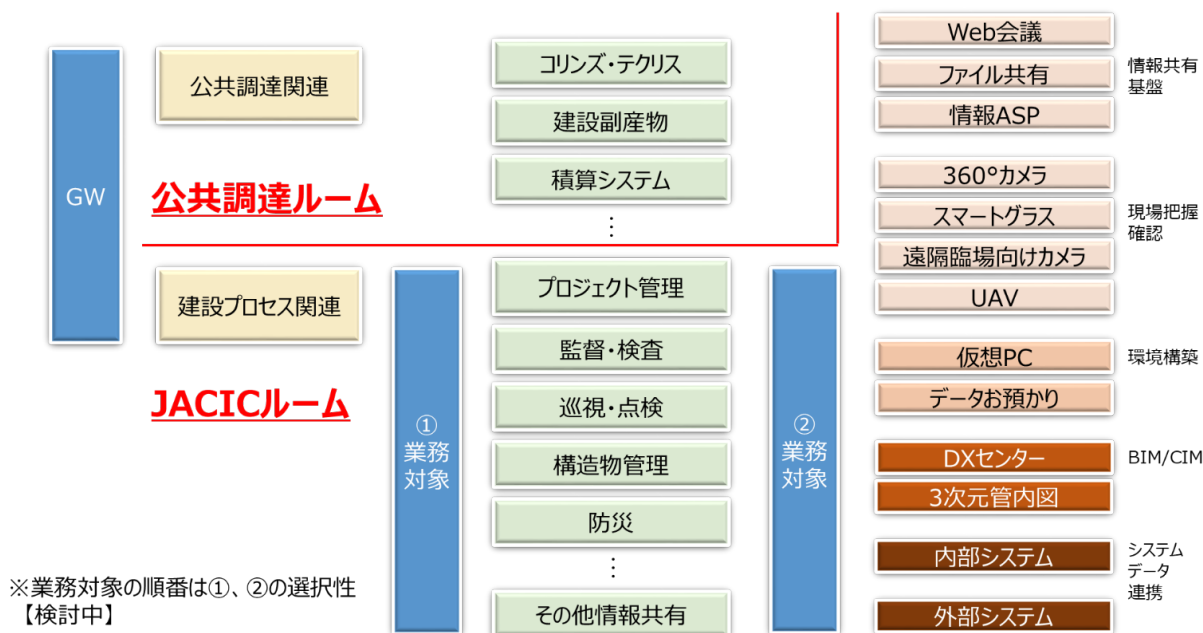 GW
公共調達関連
公共調達ルーム
コリンズ・テクリス
建設副産物
積算システム
⋮
建設プロセス関連
JACICルーム
①
業務
対象
プロジェクト管理
監督・検査
巡視・点検
構造物管理
防災
⋮
その他情報共有
②
業務
対象
Web会議
ファイル共有
情報ASP
情報共有
基盤
360°カメラ
スマートグラス
遠隔臨場向けカメラ
UAV
現場把握
確認
仮想PC
データお預かり
環境構築
DXセンター
3次元管内図
BIM/CIM
内部システム
外部システム
システム
データ
連携
※業務対象の順番は①、②の選択性
【検討中】